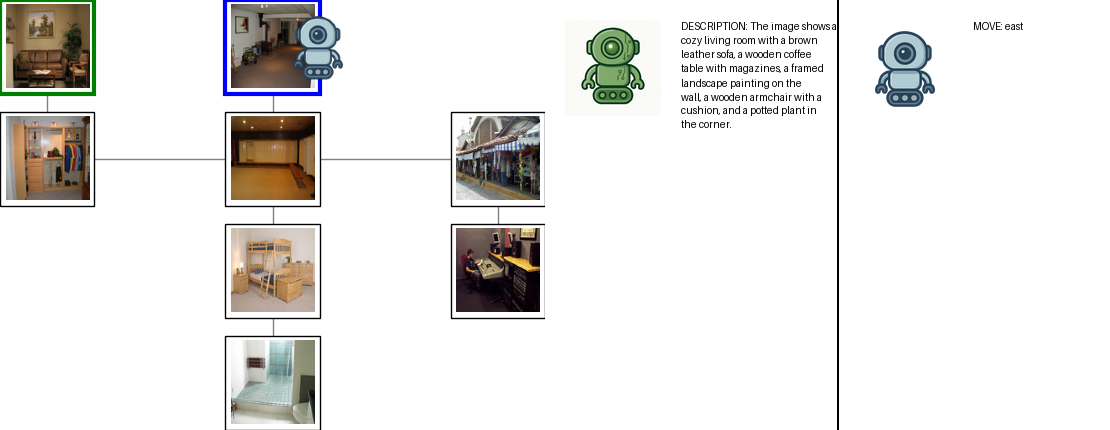 DESCRIPTION: The image shows a
cozy living room with a brown
leather sofa, a wooden coffee
table with magazines, a framed
landscape painting on the
wall, a wooden armchair with a
cushion, and a potted plant in
the corner.
MOVE: east